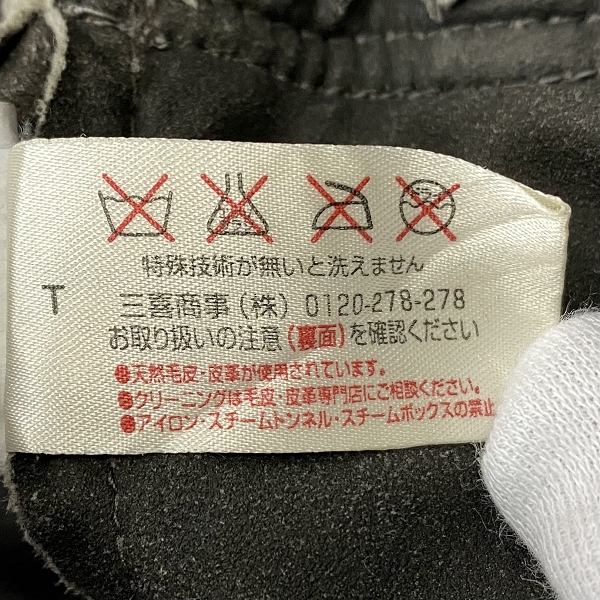 特殊技術が無いと洗えません
T
三喜商事（株）0120-278-278
お取り扱いの注意（裏面）を確認ください
●天然毛皮・皮革が使用されています。
●クリーニングは毛皮・皮革専門店にご相談ください。
●アイロン・スチームトンネル・スチームボックスの禁止